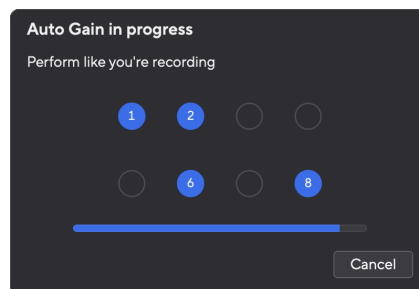 Auto Gain in progress
Perform like you're recording
1 2
6 8
Cancel